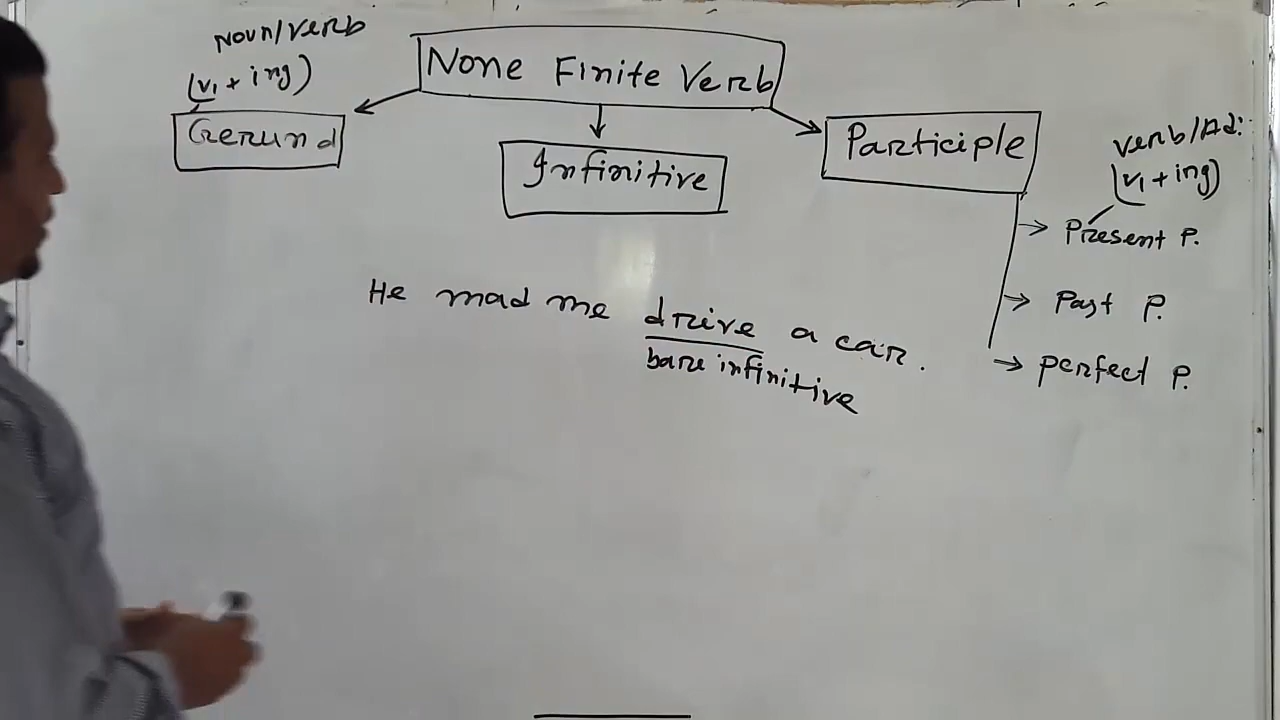 None Finite Verb
Noun/Verb
(V1 + ing)
Gerund
Infinitive
Participle
Verb/Adj:
(V1 + ing)
→ Present P.
→ Past P.
→ Perfect P.
He mad me drive a car.
bare infinitive